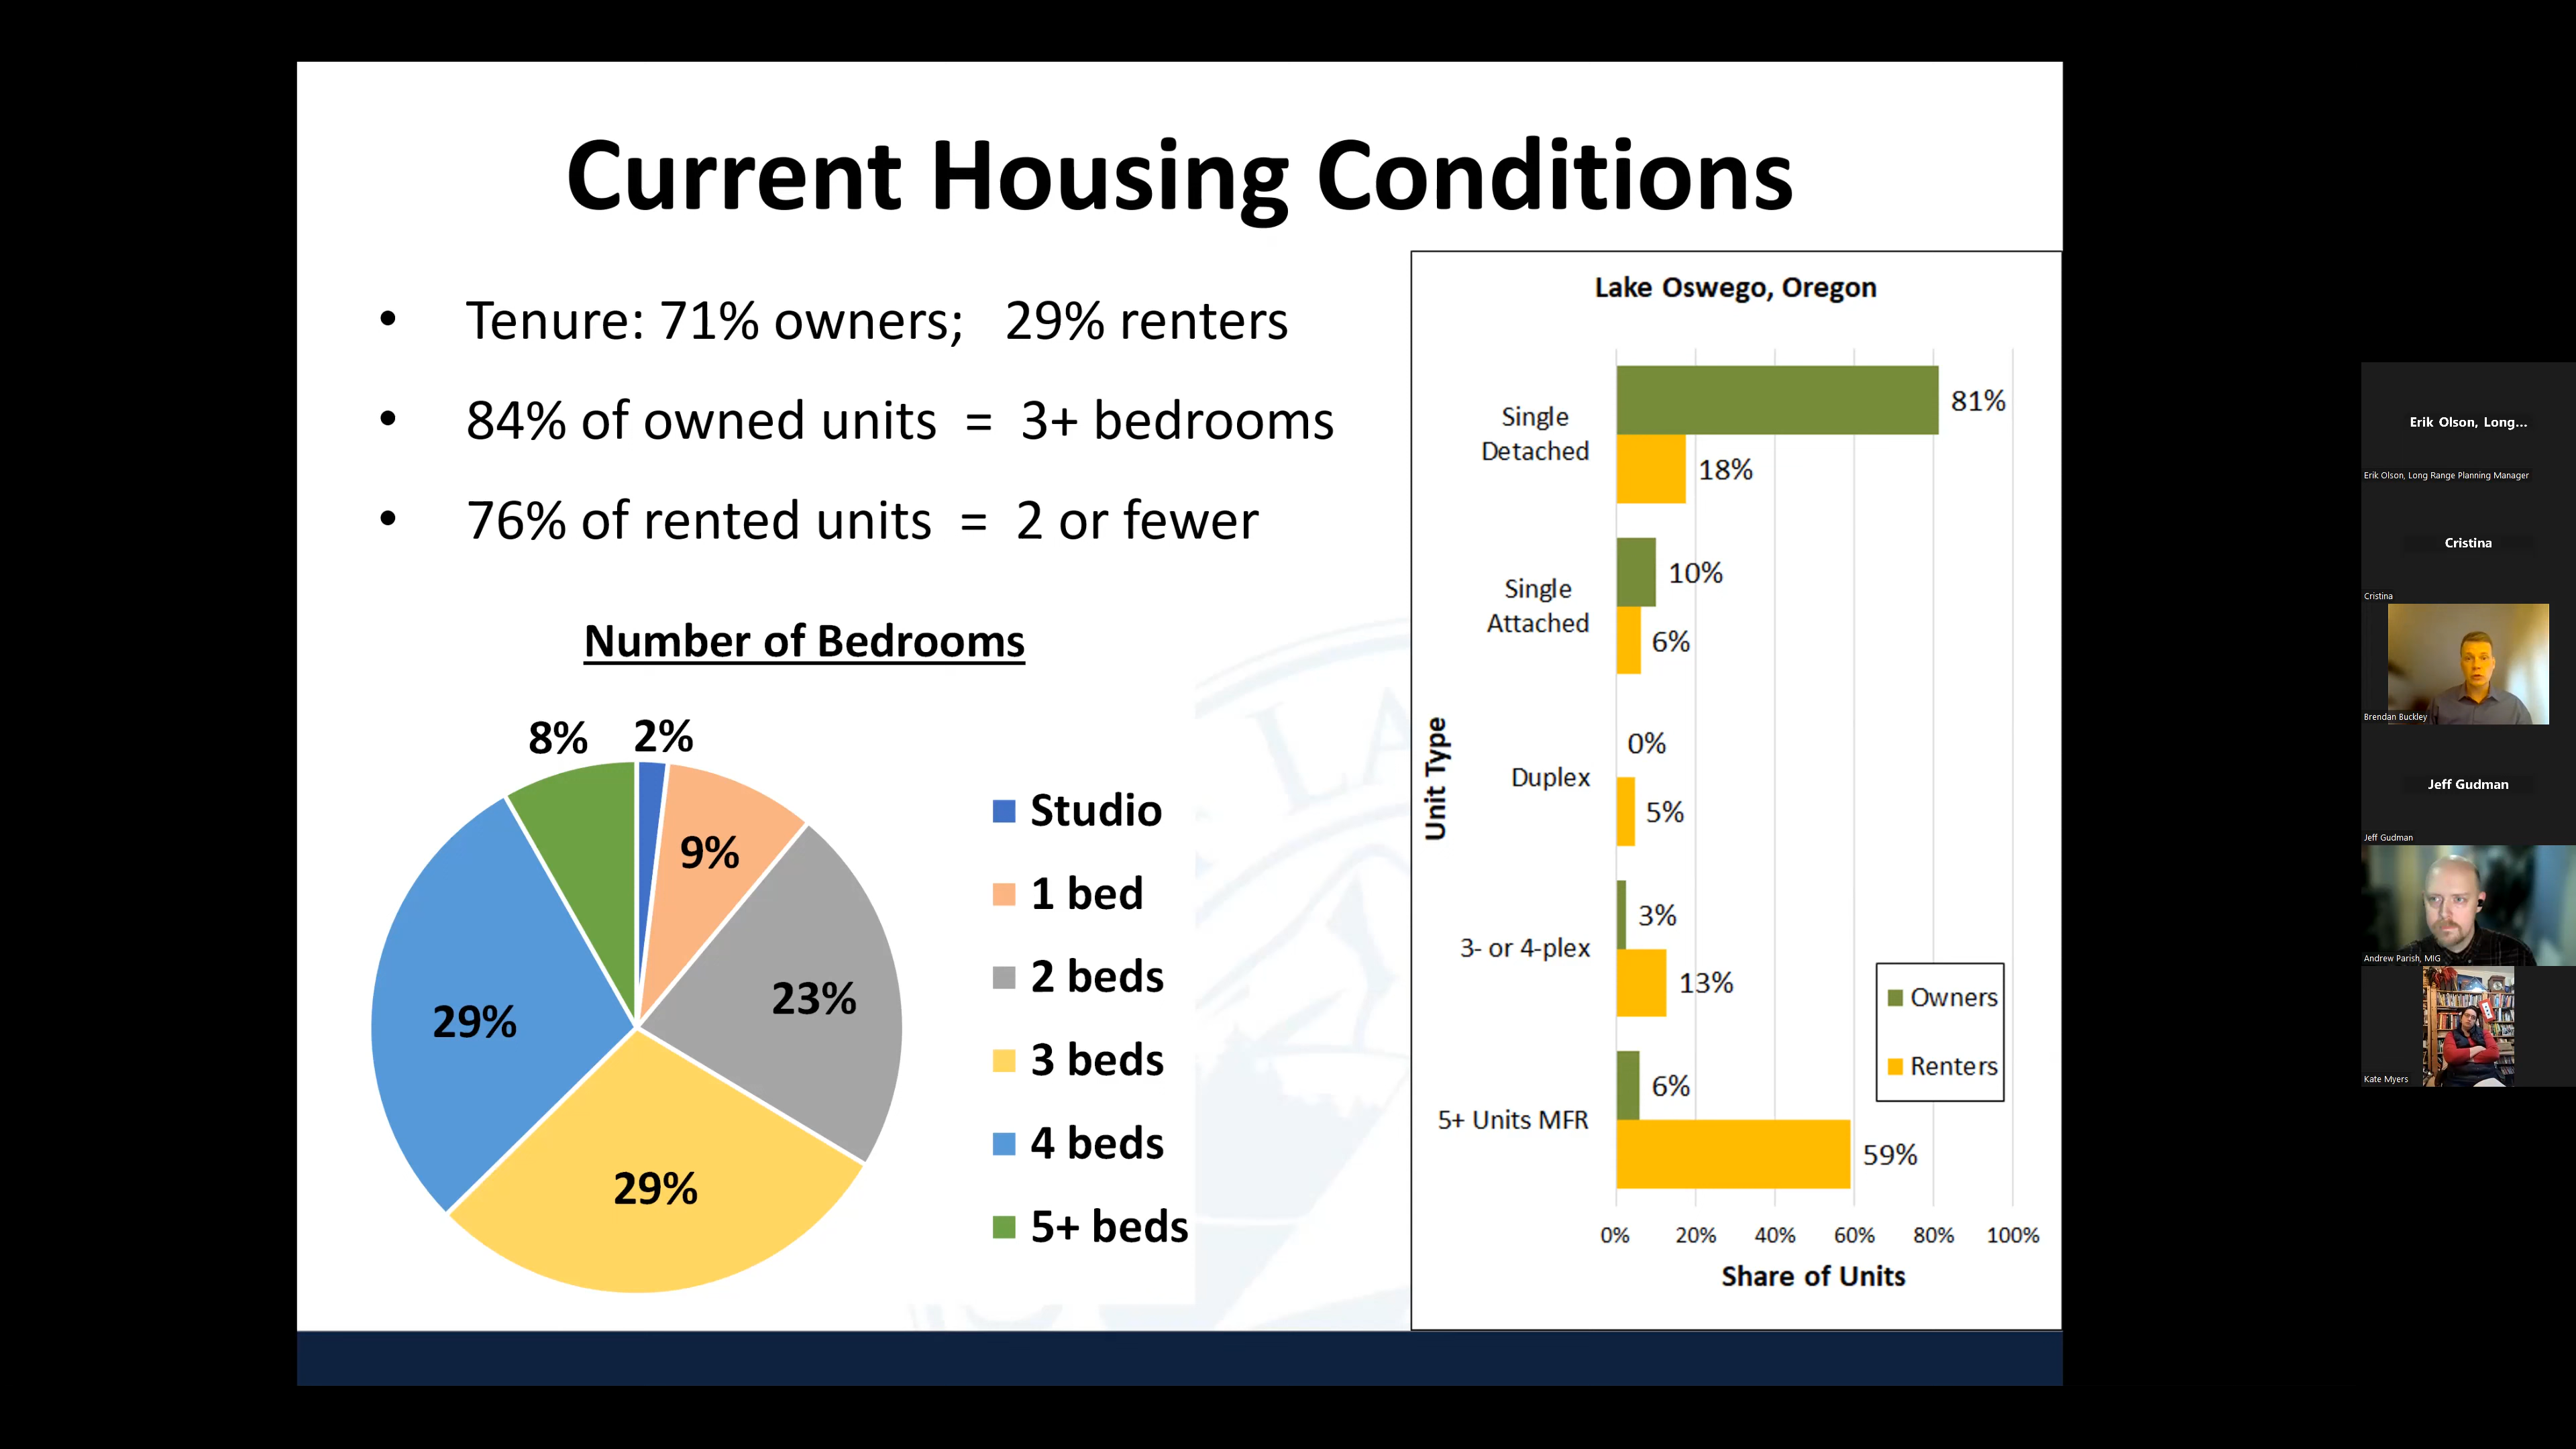 Current Housing Conditions
• Tenure: 71% owners; 29% renters
• 84% of owned units = 3+ bedrooms
• 76% of rented units = 2 or fewer
Number of Bedrooms
8%
2%
9%
23%
29%
29%
Studio
1 bed
2 beds
3 beds
4 beds
5+ beds
Lake Oswego, Oregon
Unit Type
Single
Detached
81%
18%
Single
Attached
10%
6%
Duplex
0%
5%
3- or 4-plex
3%
13%
5+ Units MFR
6%
59%
Owners
Renters
0% 20% 40% 60% 80% 100%
Share of Units
LA
Erik Olson, Long...
Erik Olson, Long Range Planning Manager
Cristina
Cristina
Brendan Buckley
Jeff Gudman
Jeff Gudman
Andrew Parish, MIG
Kate Myers